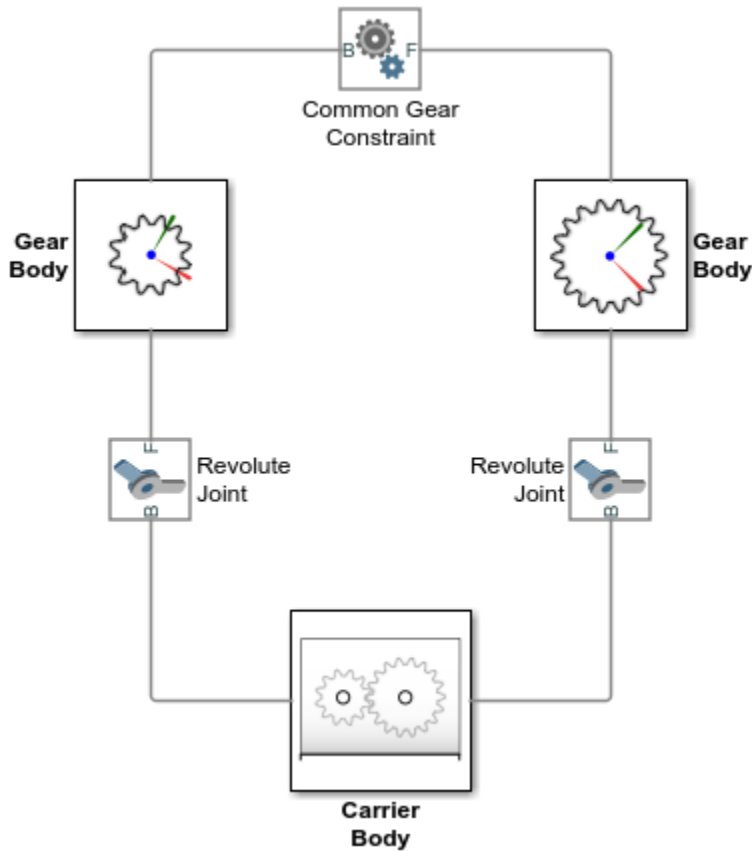 B
F
Common Gear
Constraint
Gear
Body
Gear
Body
F
Revolute
Joint
B
F
Revolute
Joint
B
Carrier
Body